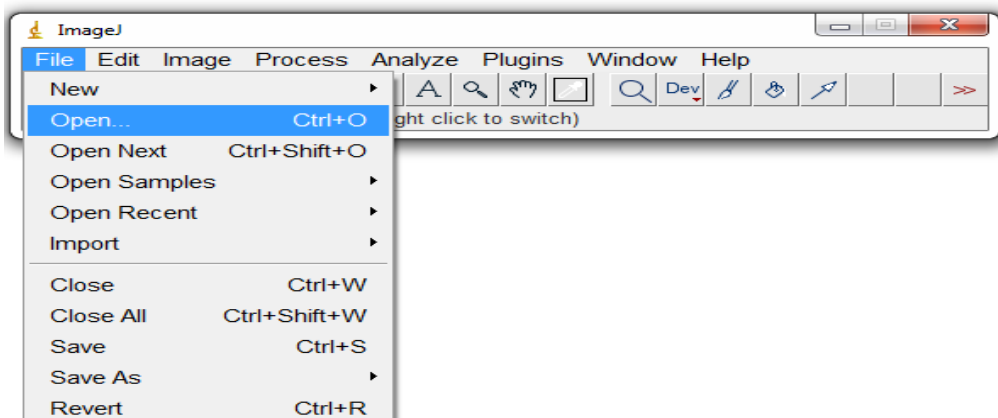 ImageJ
File Edit Image Process Analyze Plugins Window Help
New
A Dev >>
Open... Ctrl+O
ght click to switch)
Open Next Ctrl+Shift+O
Open Samples
Open Recent
Import
Close Ctrl+W
Close All Ctrl+Shift+W
Save Ctrl+S
Save As
Revert Ctrl+R